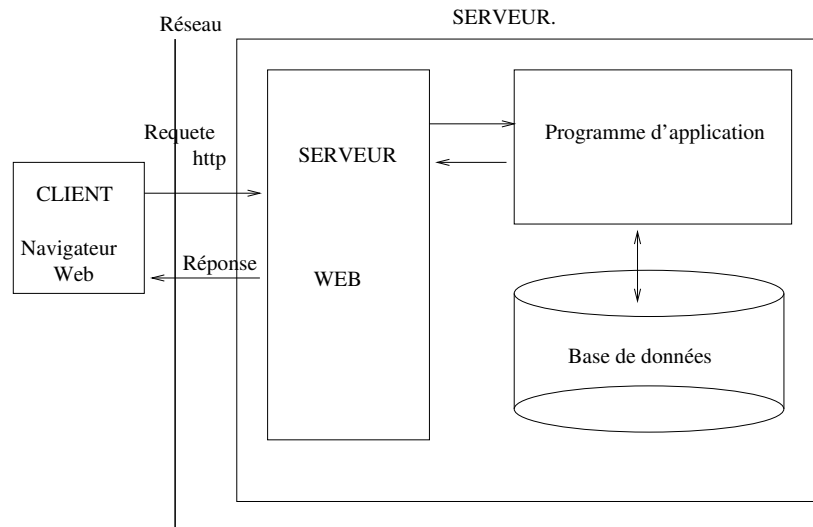 Réseau
SERVEUR.
Requete
http
CLIENT
Navigateur
Web
Réponse
SERVEUR
WEB
Programme d'application
Base de données